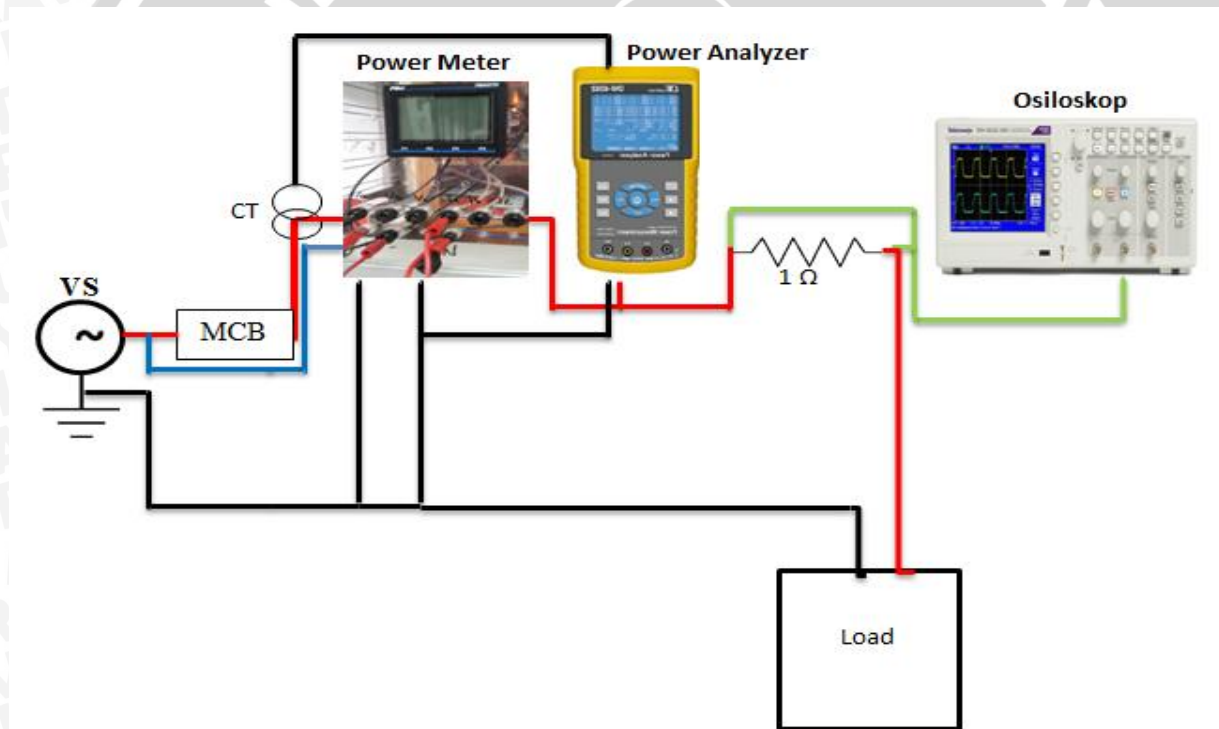 Power Meter
Power Analyzer
Osiloskop
CT
1 Ω
VS
MCB
Load